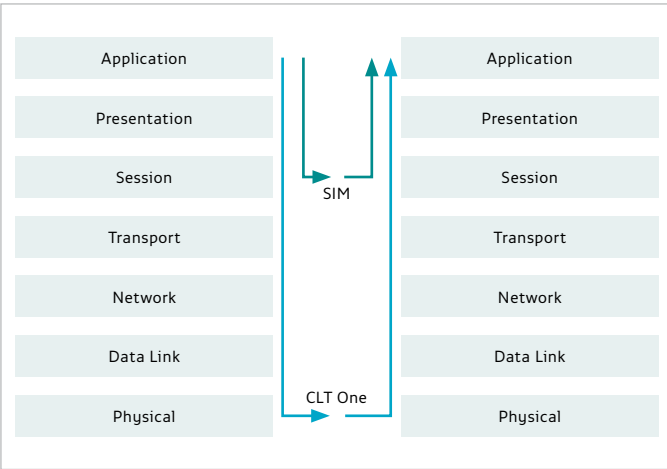 Application
Application
Presentation
Presentation
Session
Session
SIM
Transport
Transport
Network
Network
Data Link
Data Link
CLT One
Physical
Physical